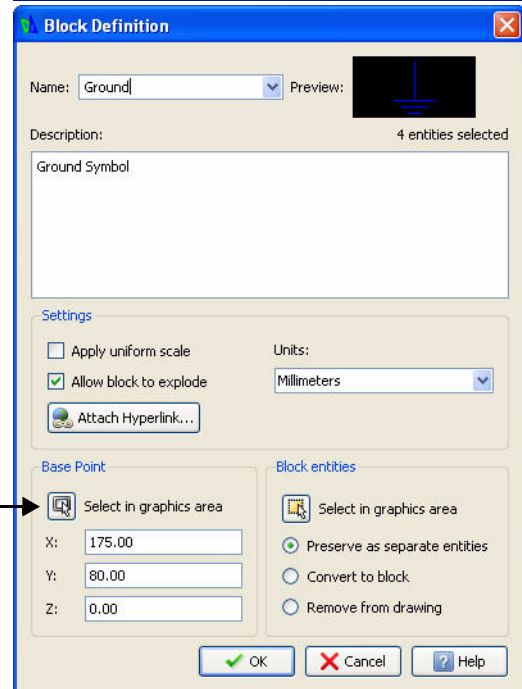 Block Definition
Name: Ground Preview:
Description: 4 entities selected
Ground Symbol
Settings
Apply uniform scale Units:
Allow block to explode Millimeters
Attach Hyperlink...
Base Point Block entities
Select in graphics area Select in graphics area
X: 175.00 Preserve as separate entities
Y: 80.00 Convert to block
Z: 0.00 Remove from drawing
OK Cancel ? Help